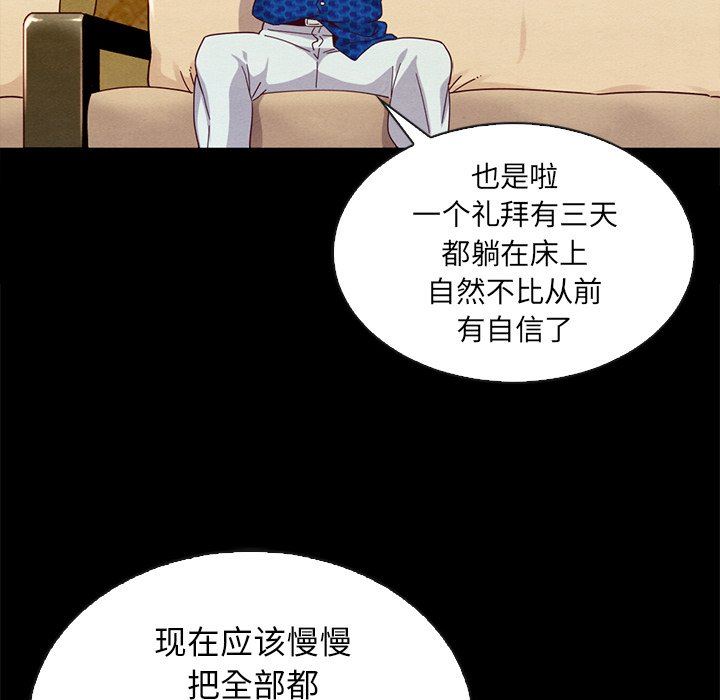 也是啦
一个礼拜有三天
都躺在床上
自然不比从前
有自信了
现在应该慢慢
把全部都